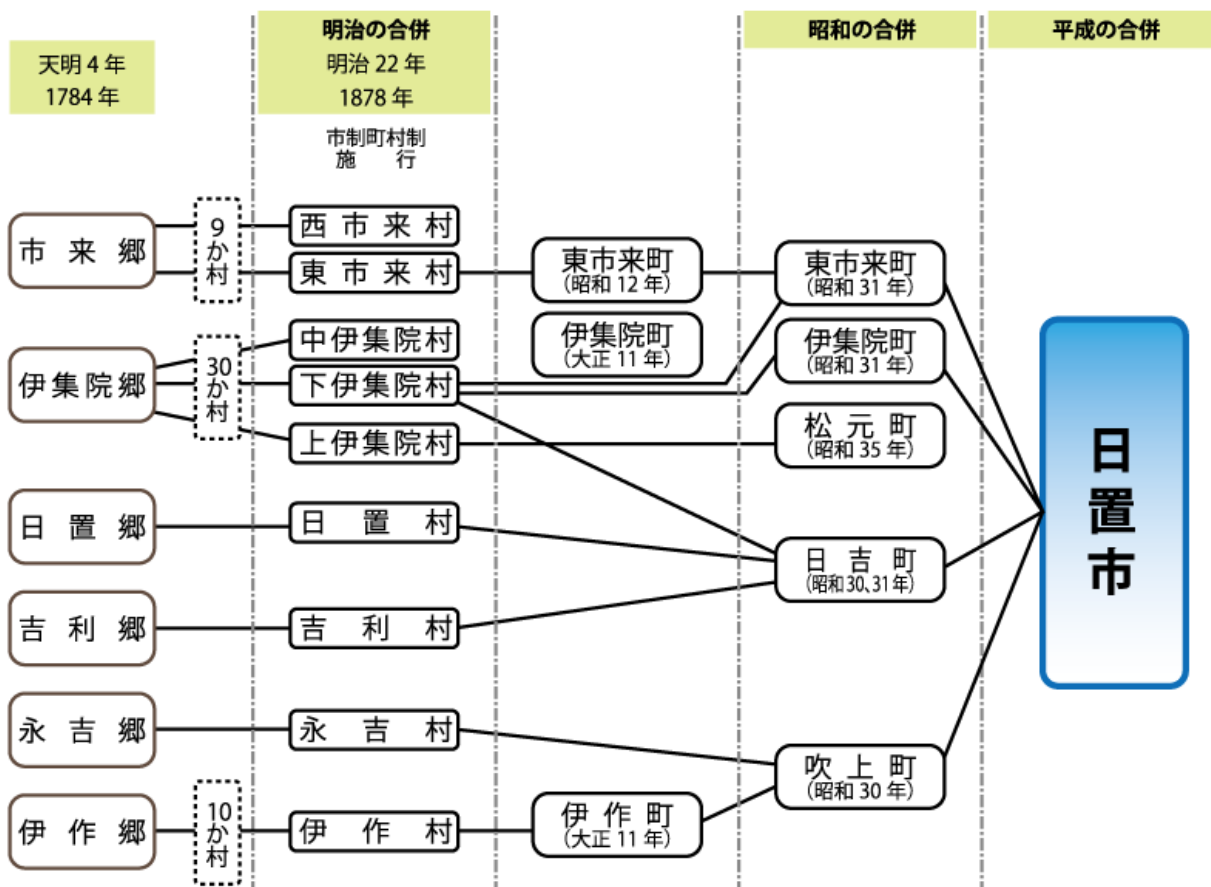 天明4年
1784年
明治の合併
明治22年
1878年
市制町村制
施行
昭和の合併
平成の合併
市来郷
伊集院郷
日置郷
吉利郷
永吉郷
伊作郷
9か村
30か村
10か村
西市来村
東市来村
中伊集院村
下伊集院村
上伊集院村
日置村
吉利村
永吉村
伊作村
東市来町
(昭和12年)
伊集院町
(大正11年)
伊作町
(大正11年)
東市来町
(昭和31年)
伊集院町
(昭和31年)
松元町
(昭和35年)
日吉町
(昭和30、31年)
吹上町
(昭和30年)
日置市